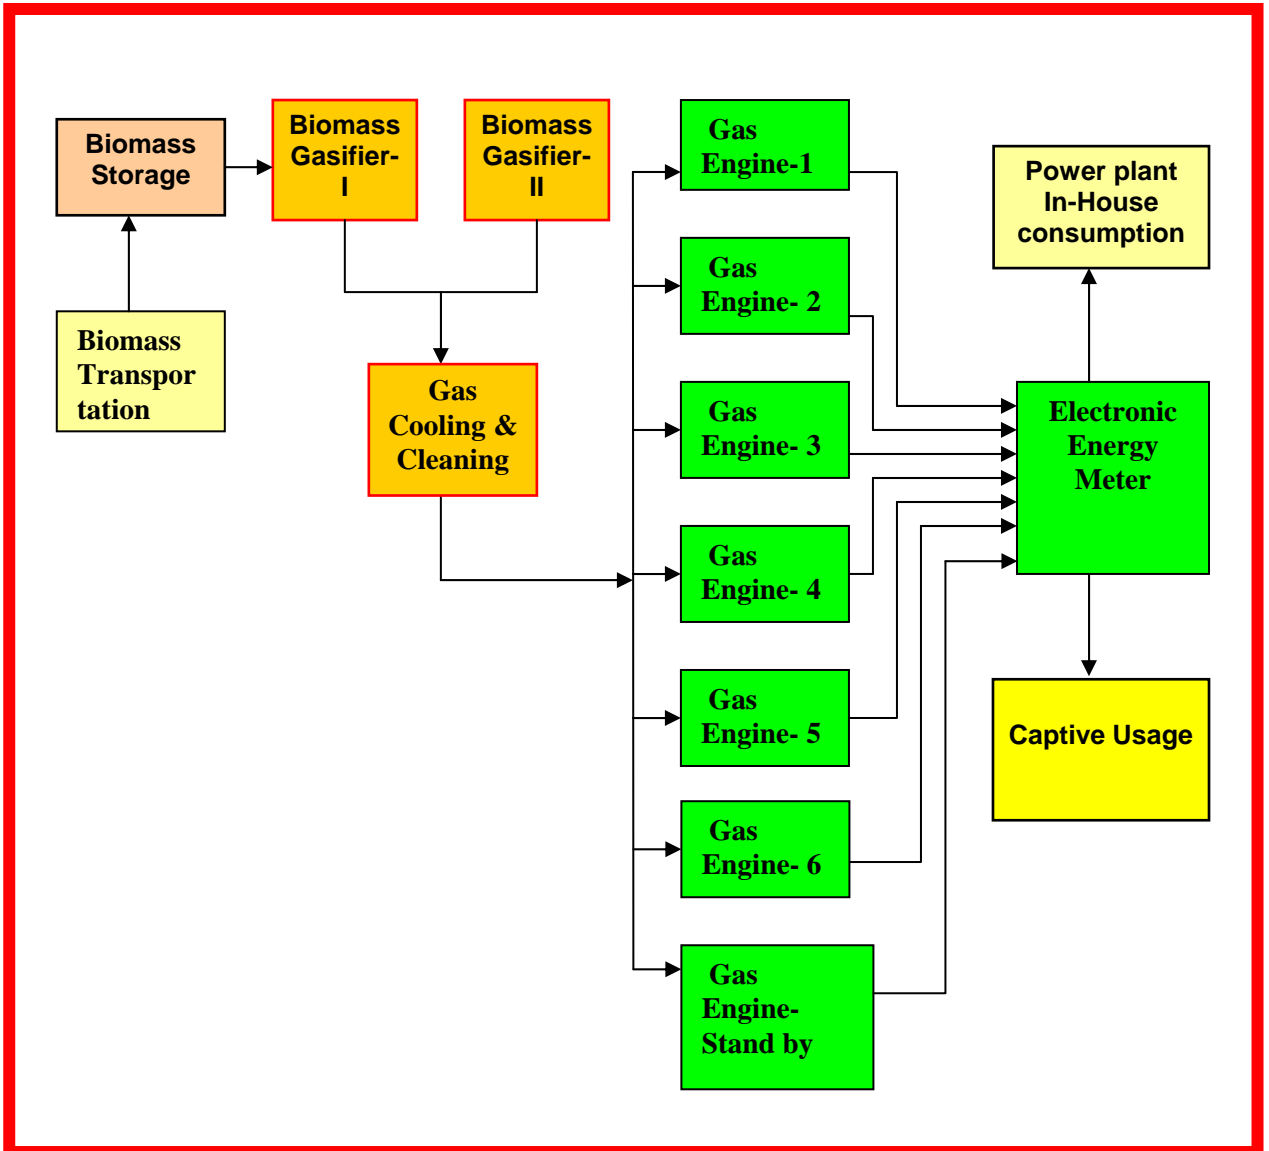 Biomass
Storage
Biomass
Gasifier-
I
Biomass
Gasifier-
II
Biomass
Transpor
tation
Gas
Cooling &
Cleaning
Gas
Engine-1
Gas
Engine- 2
Gas
Engine- 3
Gas
Engine- 4
Gas
Engine- 5
Gas
Engine- 6
Gas
Engine-
Stand by
Power plant
In-House
consumption
Electronic
Energy
Meter
Captive Usage